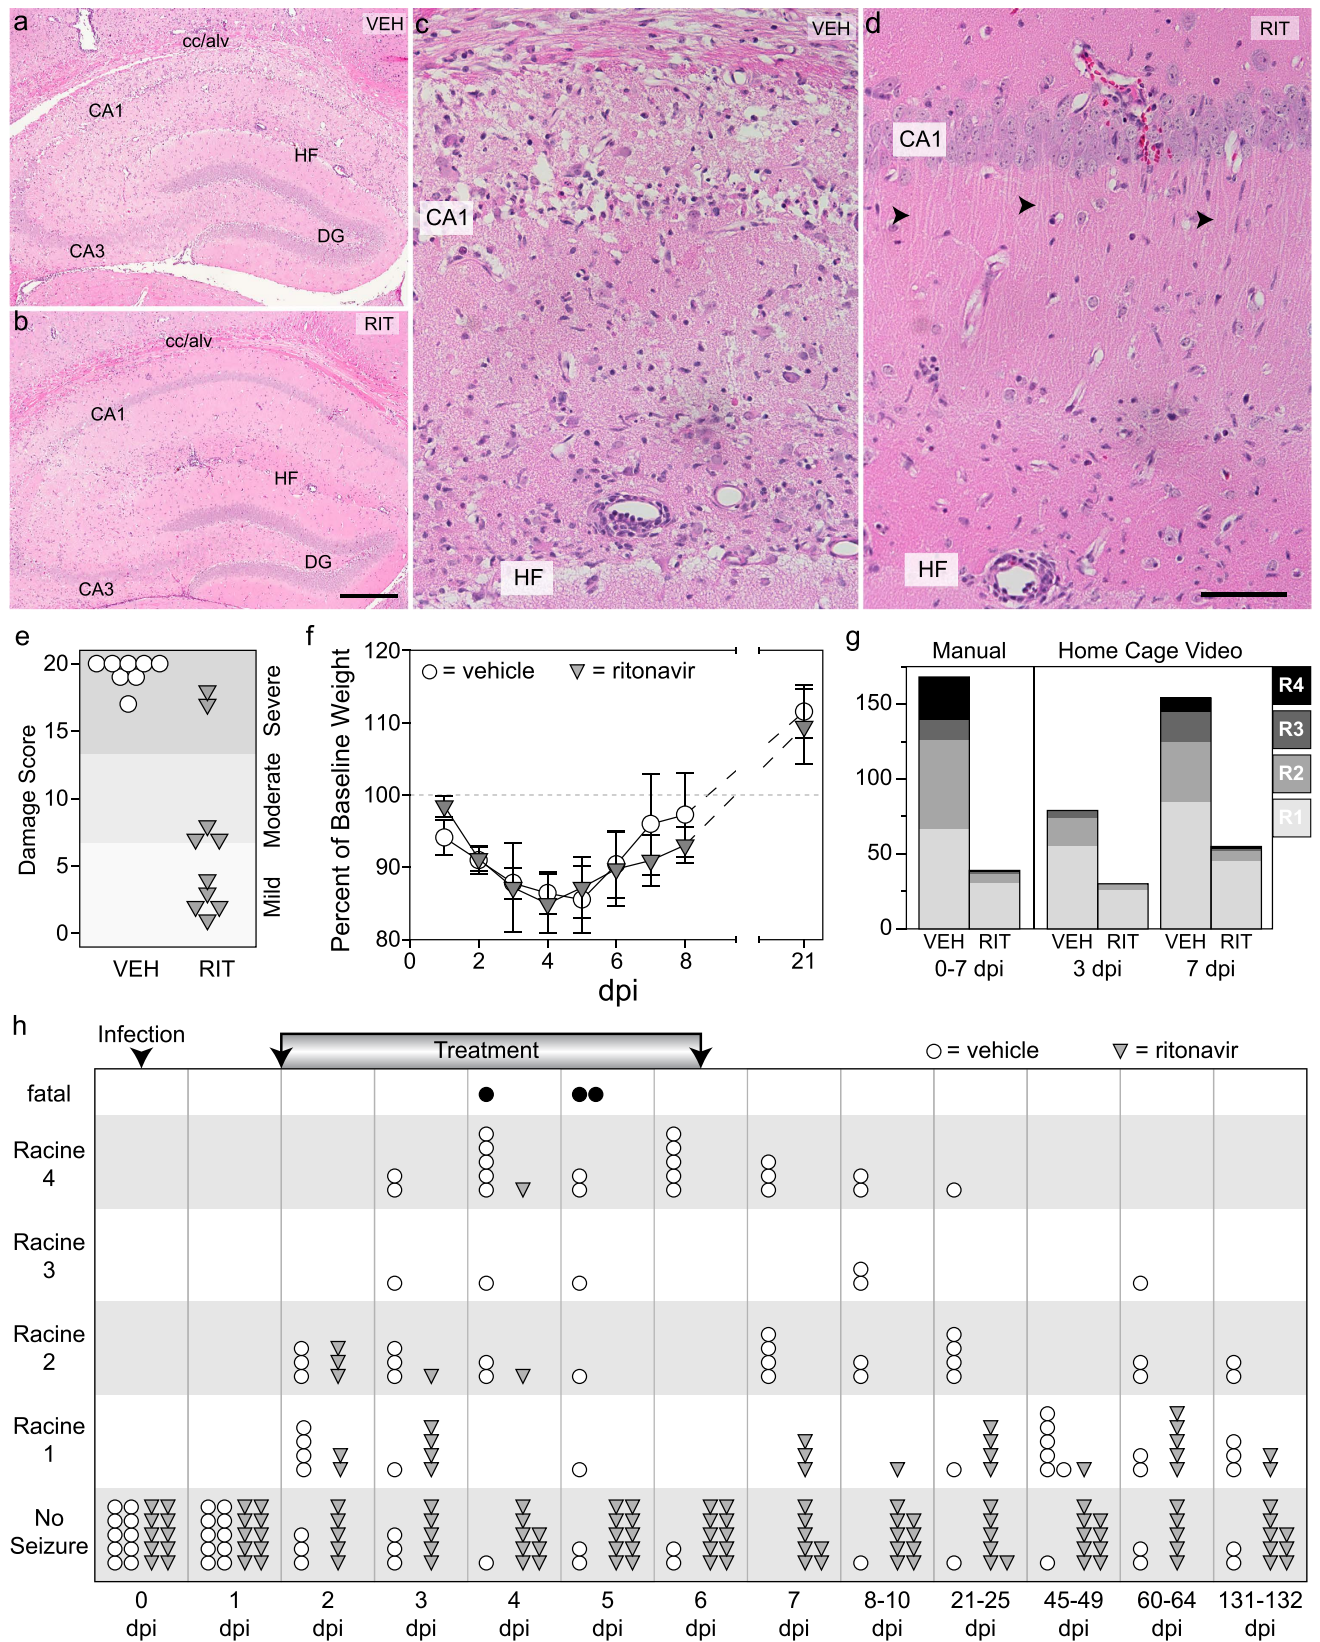 a
VEH
cc/alv
CA1
HF
DG
CA3
b
RIT
cc/alv
CA1
HF
DG
CA3
c
VEH
CA1
HF
d
RIT
CA1
HF
e
Damage Score
20
15
10
5
0
Severe
Moderate
Mild
VEH
RIT
f
Percent of Baseline Weight
120
110
100
90
80
= vehicle
= ritonavir
0
2
4
6
8
21
dpi
g
Manual
Home Cage Video
150
100
50
0
R4
R3
R2
R1
VEH RIT VEH RIT VEH RIT
0-7 dpi
3 dpi
7 dpi
h
Infection
Treatment
= vehicle
= ritonavir
fatal
Racine
4
Racine
3
Racine
2
Racine
1
No
Seizure
0 1 2 3 4 5 6 7 8-10 21-25 45-49 60-64 131-132
dpi dpi dpi dpi dpi dpi dpi dpi dpi dpi dpi dpi dpi